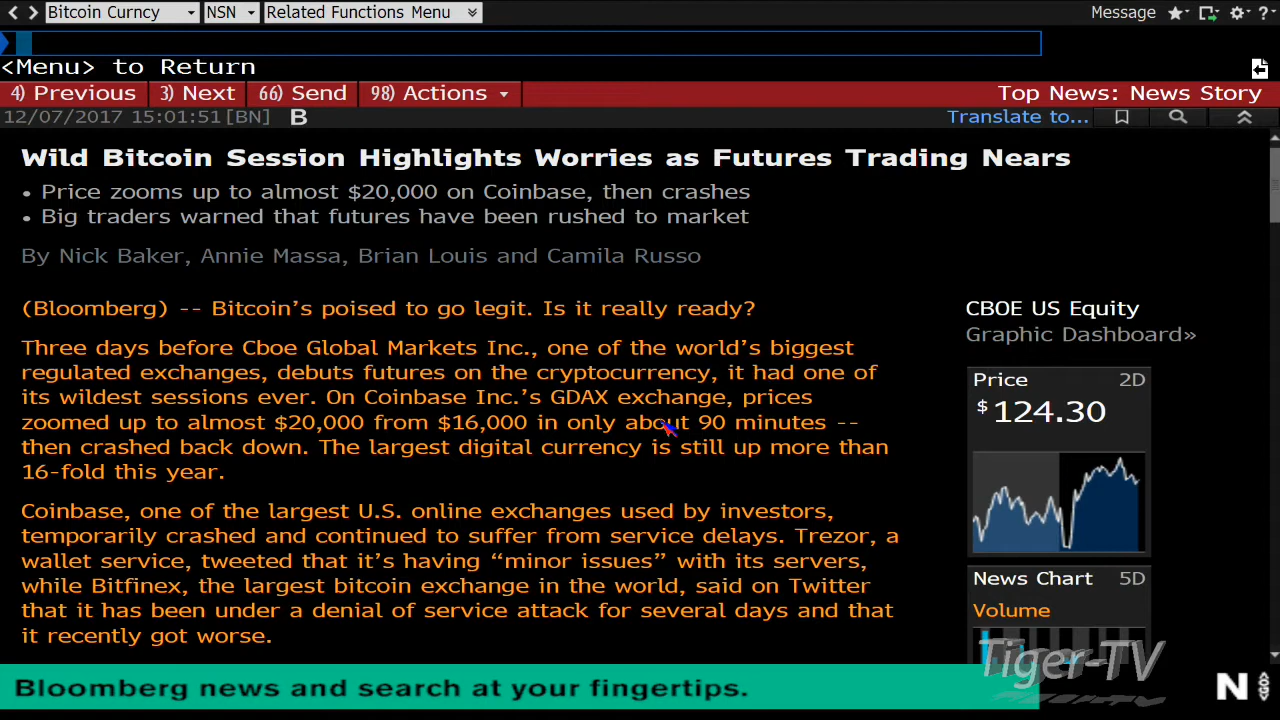 Bitcoin Curncy NSN Related Functions Menu Message ?
<Menu> to Return
4) Previous 3) Next 66) Send 98) Actions Top News: News Story
12/07/2017 15:01:51[BN] B Translate to...
Wild Bitcoin Session Highlights Worries as Futures Trading Nears
• Price zooms up to almost $20,000 on Coinbase, then crashes
• Big traders warned that futures have been rushed to market
By Nick Baker, Annie Massa, Brian Louis and Camila Russo
(Bloomberg) -- Bitcoin's poised to go legit. Is it really ready?
Three days before Cboe Global Markets Inc., one of the world's biggest
regulated exchanges, debuts futures on the cryptocurrency, it had one of
its wildest sessions ever. On Coinbase Inc.'s GDAX exchange, prices
zoomed up to almost $20,000 from $16,000 in only about 90 minutes --
then crashed back down. The largest digital currency is still up more than
16-fold this year.
Coinbase, one of the largest U.S. online exchanges used by investors,
temporarily crashed and continued to suffer from service delays. Trezor, a
wallet service, tweeted that it's having “minor issues” with its servers,
while Bitfinex, the largest bitcoin exchange in the world, said on Twitter
that it has been under a denial of service attack for several days and that
it recently got worse.
CBOE US Equity
Graphic Dashboard»
Price 2D
$124.30
News Chart 5D
Volume
Tiger-TV
Bloomberg news and search at your fingertips.
N